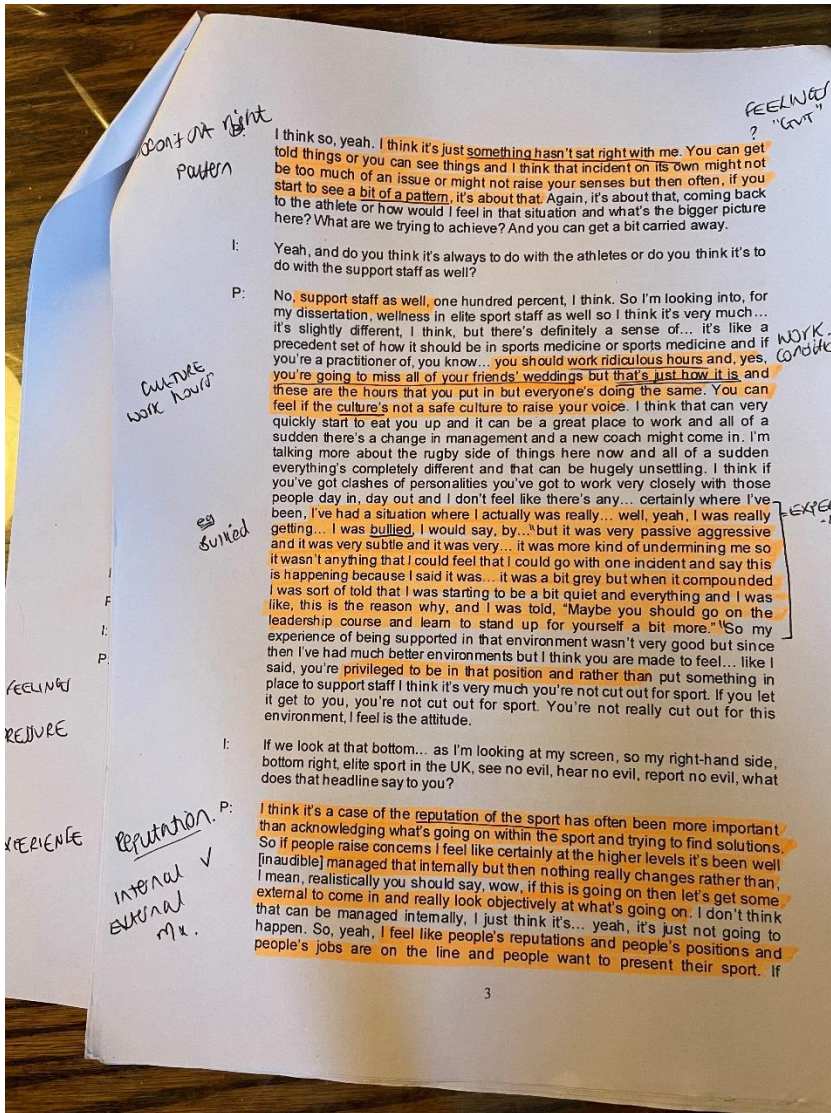 FEELINGS
? "GUT"
right
Pattern
I think so, yeah. I think it's just something hasn't sat right with me. You can get
told things or you can see things and I think that incident on its own might not
be too much of an issue or might not raise your senses but then often, if you
start to see a bit of a pattern, it's about that. Again, it's about that, coming back
to the athlete or how would I feel in that situation and what's the bigger picture
here? What are we trying to achieve? And you can get a bit carried away.
I: Yeah, and do you think it's always to do with the athletes or do you think it's to
do with the support staff as well?
P: No, support staff as well, one hundred percent, I think. So I'm looking into, for
my dissertation, wellness in elite sport staff as well so I think it's very much...
it's slightly different, I think, but there's definitely a sense of... it's like a
precedent set of how it should be in sports medicine or sports medicine and if
you're a practitioner of, you know... you should work ridiculous hours and, yes,
you're going to miss all of your friends' weddings but that's just how it is and
these are the hours that you put in but everyone's doing the same. You can
feel if the culture's not a safe culture to raise your voice. I think that can very
quickly start to eat you up and it can be a great place to work and all of a
sudden there's a change in management and a new coach might come in. I'm
talking more about the rugby side of things here now and all of a sudden
everything's completely different and that can be hugely unsettling. I think if
you've got clashes of personalities you've got to work very closely with those
people day in, day out and I don't feel like there's any... certainly where I've
been, I've had a situation where I actually was really... well, yeah, I was really
getting... I was bullied, I would say, by... but it was very passive aggressive
and it was very subtle and it was very... it was more kind of undermining me so
it wasn't anything that I could feel that I could go with one incident and say this
is happening because I said it was... it was a bit grey but when it compounded
I was sort of told that I was starting to be a bit quiet and everything and I was
like, this is the reason why, and I was told, "Maybe you should go on the
leadership course and learn to stand up for yourself a bit more." So my
experience of being supported in that environment wasn't very good but since
then I've had much better environments but I think you are made to feel... like I
said, you're privileged to be in that position and rather than put something in
place to support staff I think it's very much you're not cut out for sport. If you let
it get to you, you're not cut out for sport. You're not really cut out for this
environment, I feel is the attitude.
WORK
CULTURE
work hours
eg
Bullied
I: If we look at that bottom... as I'm looking at my screen, so my right-hand side,
bottom right, elite sport in the UK, see no evil, hear no evil, report no evil, what
does that headline say to you?
P: I think it's a case of the reputation of the sport has often been more important
than acknowledging what's going on within the sport and trying to find solutions.
So if people raise concerns I feel like certainly at the higher levels it's been well
[inaudible] managed that internally but then nothing really changes rather than,
I mean, realistically you should say, wow, if this is going on then let's get some
external to come in and really look objectively at what's going on. I don't think
that can be managed internally, I just think it's... yeah, it's just not going to
happen. So, yeah, I feel like people's reputations and people's positions and
people's jobs are on the line and people want to present their sport. If
Reputation.
internal v
External
Mx.
3
I:
P
FEELINGS